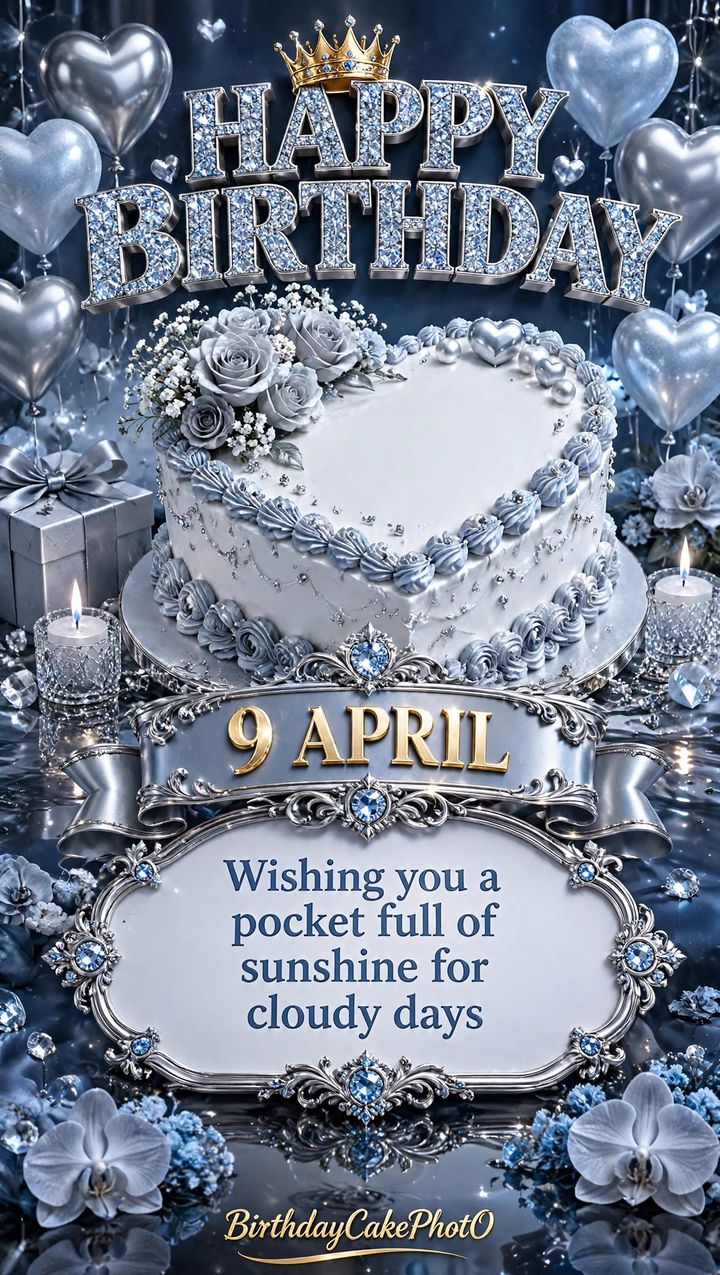 HAPPY
BIRTHDAY
9 APRIL
Wishing you a
pocket full of
sunshine for
cloudy days
BirthdayCakePhotO